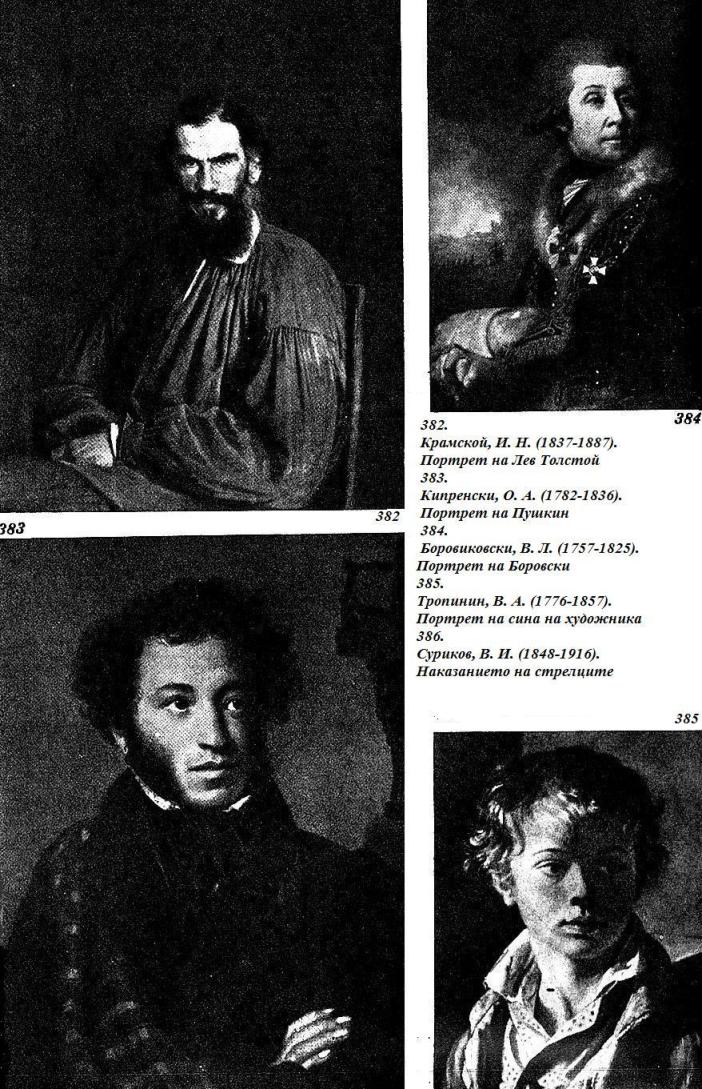 384
382.
Крамской, И. Н. (1837-1887).
Портрет на Лев Толстой
383.
Кипренски, О. А. (1782-1836).
Портрет на Пушкин
384.
Боровиковски, В. Л. (1757-1825).
Портрет на Боровски
385.
Тропинин, В. А. (1776-1857).
Портрет на сина на художника
386.
Суриков, В. И. (1848-1916).
Наказанието на стрелците
382
383
385